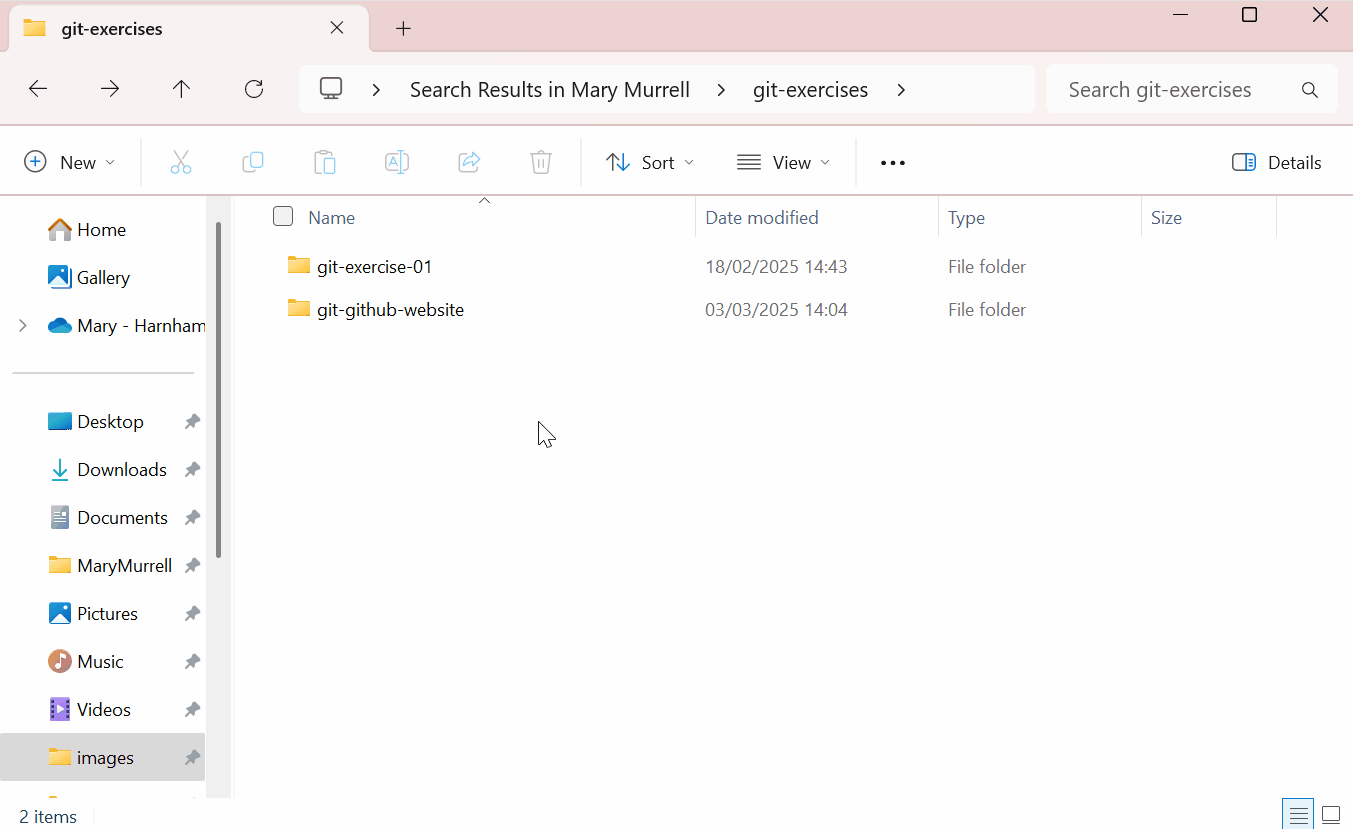 git-exercises
Search Results in Mary Murrell
git-exercises
Search git-exercises
New
Sort
View
Details
Home
Gallery
Mary - Harnham
Desktop
Downloads
Documents
MaryMurrell
Pictures
Music
Videos
images
Name Date modified Type Size
git-exercise-01 18/02/2025 14:43 File folder
git-github-website 03/03/2025 14:04 File folder
2 items